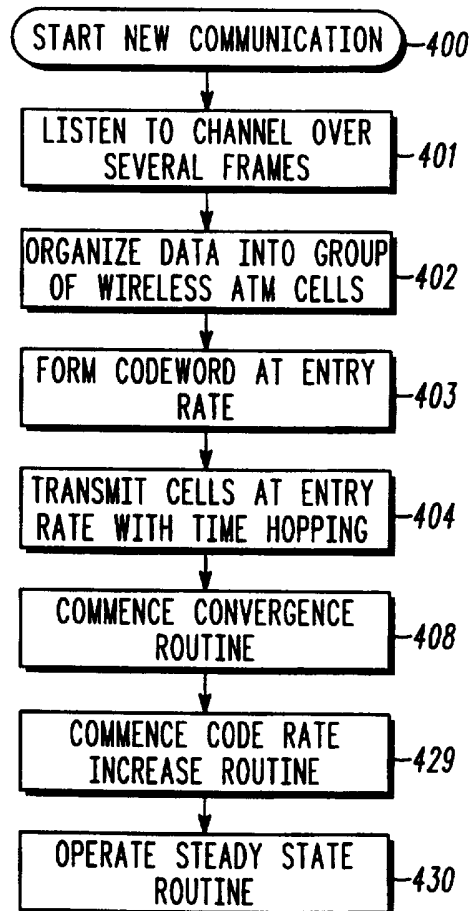 START NEW COMMUNICATION 400
LISTEN TO CHANNEL OVER
SEVERAL FRAMES 401
ORGANIZE DATA INTO GROUP
OF WIRELESS ATM CELLS 402
FORM CODEWORD AT ENTRY
RATE 403
TRANSMIT CELLS AT ENTRY
RATE WITH TIME HOPPING 404
COMMENCE CONVERGENCE
ROUTINE 408
COMMENCE CODE RATE
INCREASE ROUTINE 429
OPERATE STEADY STATE
ROUTINE 430